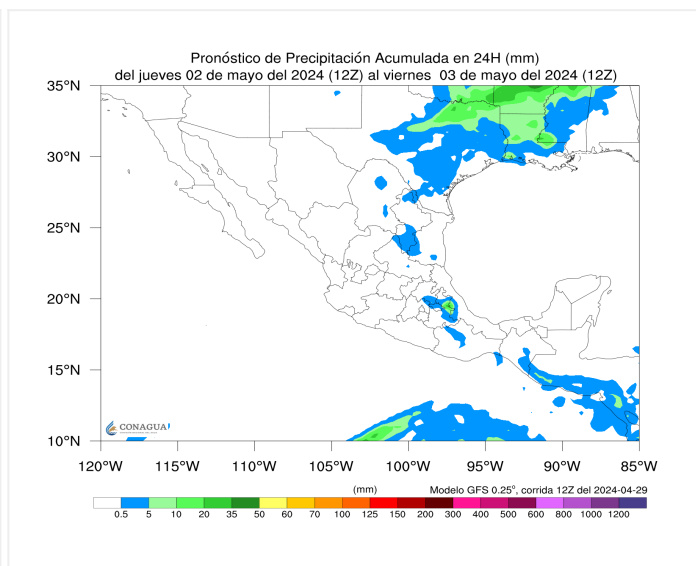 Pronóstico de Precipitación Acumulada en 24H (mm)
del jueves 02 de mayo del 2024 (12Z) al viernes 03 de mayo del 2024 (12Z)
35°N
30°N
25°N
20°N
15°N
10°N
CONAGUA
120°W 115°W 110°W 105°W 100°W 95°W 90°W 85°W
(mm) Modelo GFS 0.25°, corrida 12Z del 2024-04-29
0.5 5 10 20 35 50 60 70 100 125 150 200 300 400 500 600 800 1000 1200